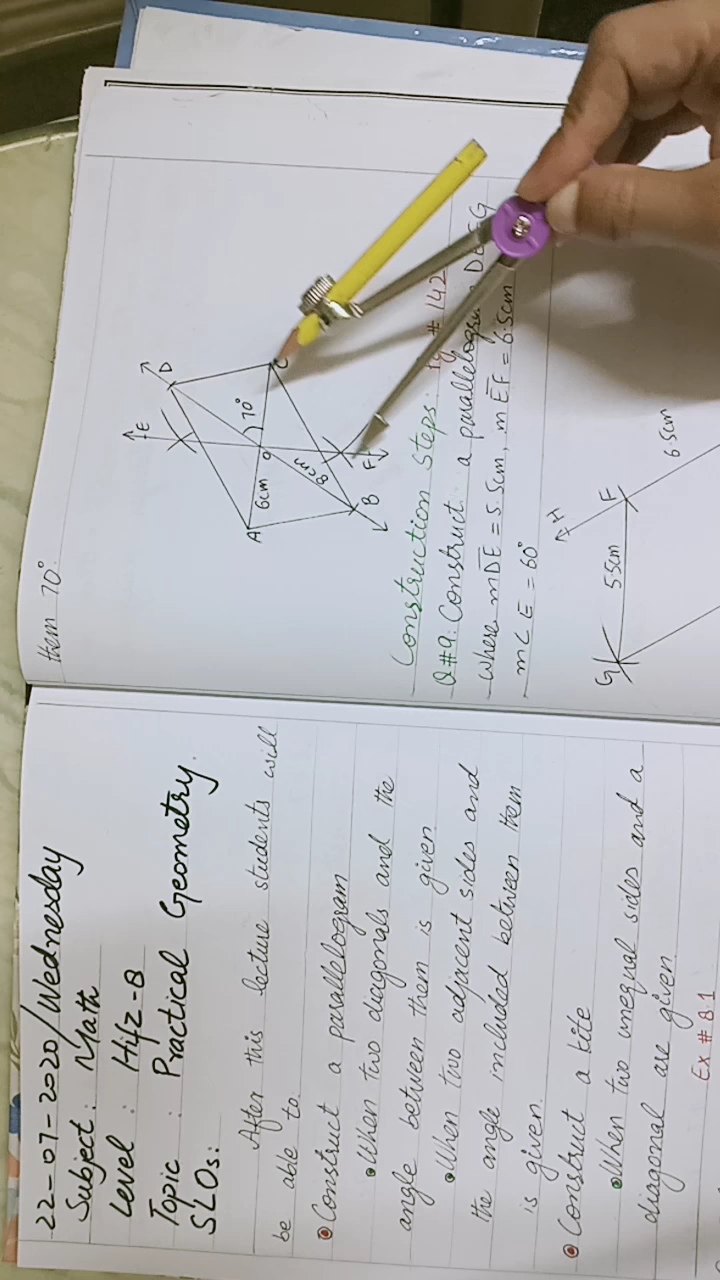 22-07-2020/Wednesday
Subject: Math
Level : Hifz-B
Topic : Practical Geometry.
SLOs:
After this lecture students will
be able to
Construct a parallelogram
When two diagonals and the
angle between them is given.
When two adjacent sides and
the angle included between them
is given.
Construct a kite
When two unequal sides and a
diagonal are given.
Ex # 8.1
them 70°.
E
D
C
70°
O
6cm
8cm
A
B
F
Construction Steps: # 142
Q#9. Construct a parallelogram
where mDE = 5.5cm, mEF = 6.5cm
m∠E = 60°
H
F
G
5.5cm
6.5cm